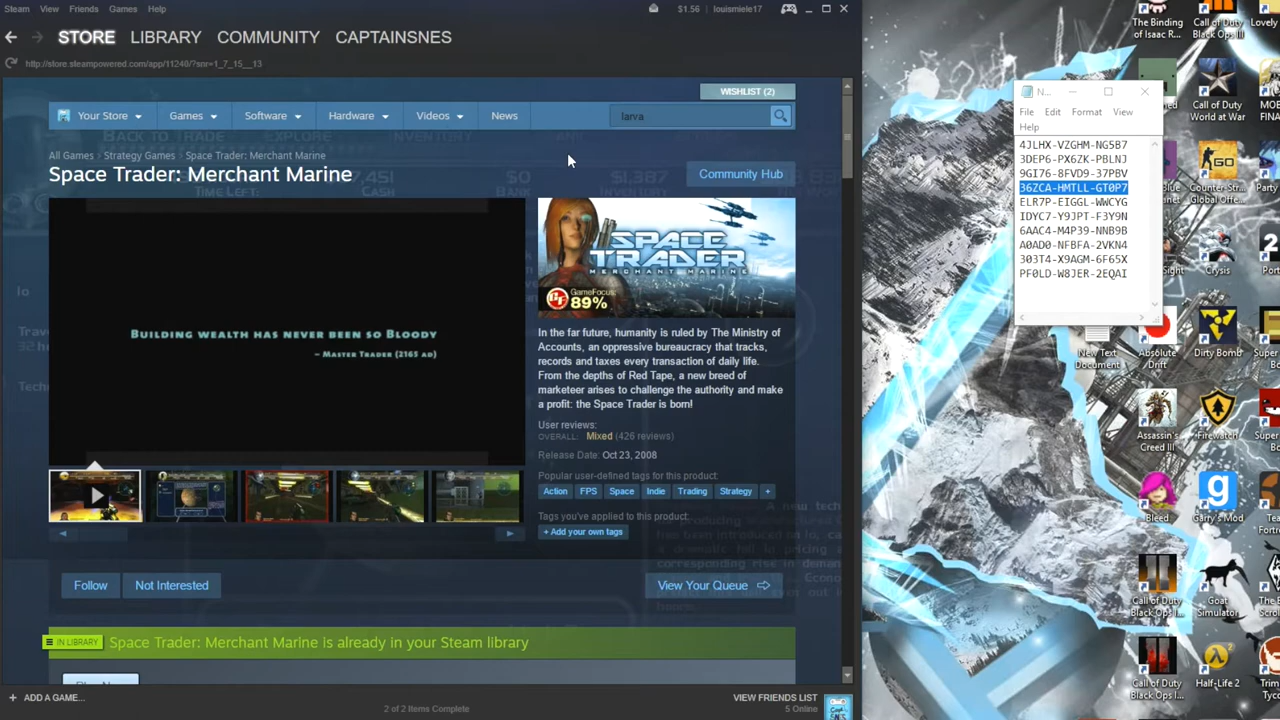 Steam View Friends Games Help
$1.56 louismiele17
STORE LIBRARY COMMUNITY CAPTAINSNES
http://store.steampowered.com/app/11240/?snr=1_7_15__13
WISHLIST (2)
Your Store Games Software Hardware Videos News
larva
All Games > Strategy Games > Space Trader: Merchant Marine
Space Trader: Merchant Marine
Community Hub
BUILDING WEALTH HAS NEVER BEEN SO BLOODY
– MASTER TRADER (2165 AD)
SPACE TRADER
MERCHANT MARINE
GameFocus:
89%
In the far future, humanity is ruled by The Ministry of
Accounts, an oppressive bureaucracy that tracks,
records and taxes every transaction of daily life.
From the depths of Red Tape, a new breed of
marketeer arises to challenge the authority and make
a profit: the Space Trader is born!
User reviews:
OVERALL: Mixed (426 reviews)
Release Date: Oct 23, 2008
Popular user-defined tags for this product:
Action FPS Space Indie Trading Strategy +
Tags you've applied to this product:
+ Add your own tags
Follow Not Interested
View Your Queue
IN LIBRARY Space Trader: Merchant Marine is already in your Steam library
+ ADD A GAME...
2 of 2 Items Complete
VIEW FRIENDS LIST
5 Online
N...
File Edit Format View
Help
4JLHX-VZGHM-NG5B7
3DEP6-PX6ZK-PBLNJ
9GI76-8FVD9-37PBV
36ZCA-HMTLL-GT0P7
ELR7P-EIGGL-WWCYG
IDYC7-Y9JPT-F3Y9N
6AAC4-M4P39-NNB9B
A0AD0-NFBFA-2VKN4
303T4-X9AGM-6F65X
PF0LD-W8JER-2EQAI
The Binding
of Isaac R...
Call of Duty
Black Ops III
Lovely
Call of Duty
World at War
Counter Str...
Global Offe...
Party
Crysis
New Text
Document
Absolute
Drift
Dirty Bomb
Super
Assassin's
Creed III
Firewatch
Super
Bleed
Garry's Mod
Call of Duty
Black Ops I...
Goat
Simulator
Call of Duty
Black Ops I...
Half-Life 2